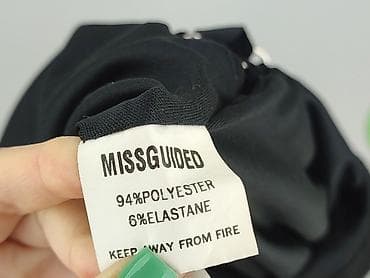 MISSGUIDED
94%POLYESTER
6%ELASTANE
KEEP AWAY FROM FIRE